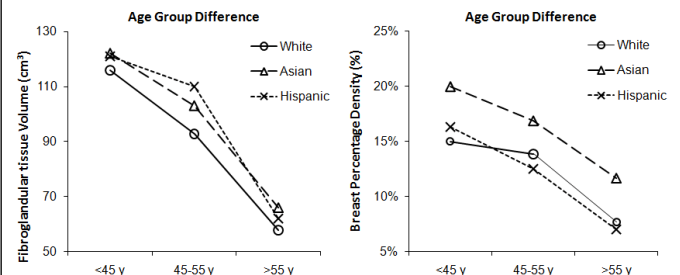 Age Group Difference
Fibroglandular tissue Volume (cm³)
130
110
90
70
50
White
Asian
Hispanic
<45 y
45-55 y
>55 y
Age Group Difference
Breast Percentage Density (%)
25%
20%
15%
10%
5%
White
Asian
Hispanic
<45 y
45-55 y
>55 y